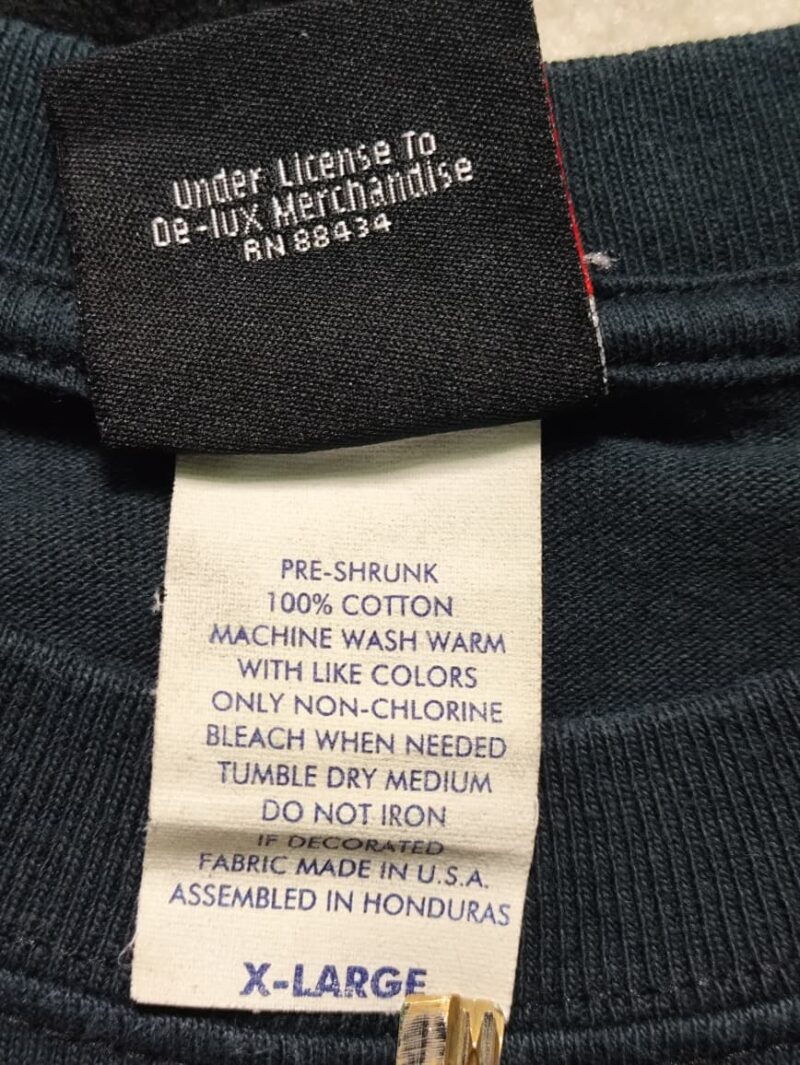 Under License To
De-lux Merchandise
RN 88434
PRE-SHRUNK
100% COTTON
MACHINE WASH WARM
WITH LIKE COLORS
ONLY NON-CHLORINE
BLEACH WHEN NEEDED
TUMBLE DRY MEDIUM
DO NOT IRON
IF DECORATED
FABRIC MADE IN U.S.A.
ASSEMBLED IN HONDURAS
X-LARGE